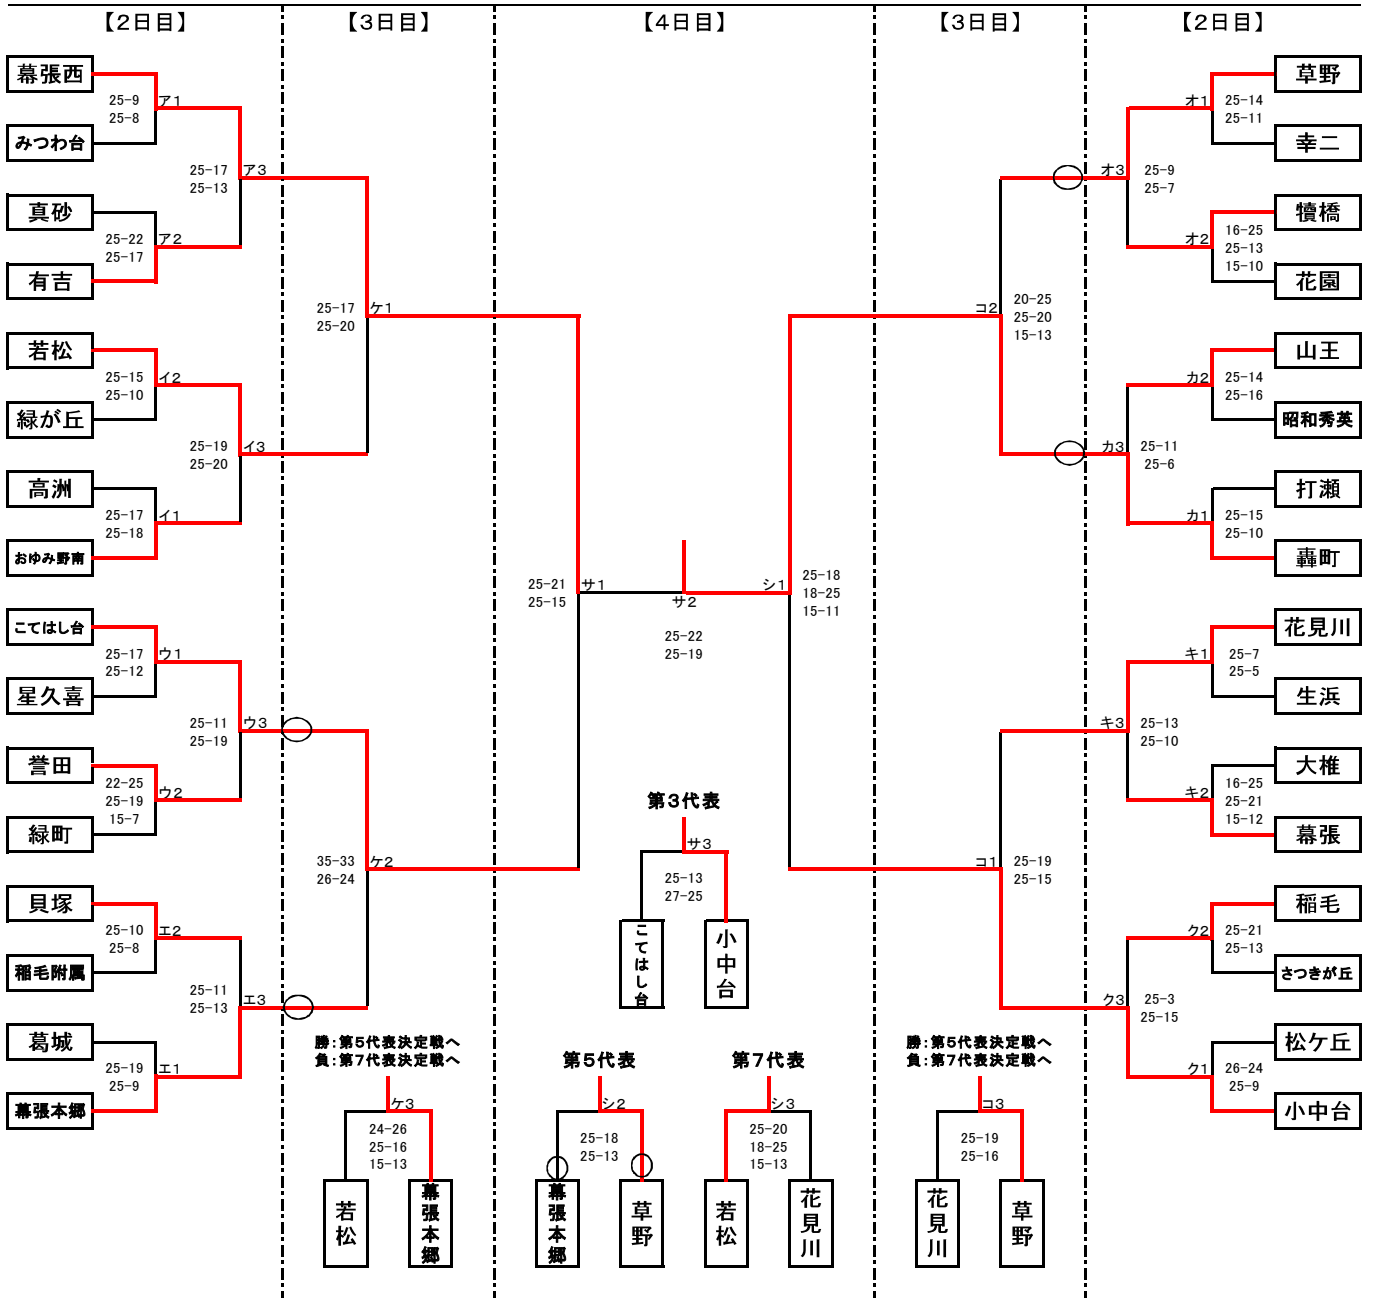 【2日目】 【3日目】 【4日目】 【3日目】 【2日目】
幕張西
25-9
25-8
ア1
みつわ台
25-17
25-13
ア3
真砂
25-22
25-17
ア2
有吉
25-17
25-20
ケ1
若松
25-15
25-10
イ2
緑が丘
25-19
25-20
イ3
高洲
25-17
25-18
イ1
おゆみ野南
25-21
25-15
サ1
こてはし台
25-17
25-12
ウ1
星久喜
25-11
25-19
ウ3
誉田
22-25
25-19
15-7
ウ2
緑町
35-33
26-24
ケ2
貝塚
25-10
25-8
エ2
稲毛附属
25-11
25-13
エ3
葛城
25-19
25-9
エ1
幕張本郷
サ2
25-22
25-19
草野
オ1
25-14
25-11
幸二
オ3
25-9
25-7
犢橋
オ2
16-25
25-13
15-10
花園
コ2
20-25
25-20
15-13
山王
カ2
25-14
25-16
昭和秀英
カ3
25-11
25-6
打瀬
カ1
25-15
25-10
轟町
シ1
25-18
18-25
15-11
花見川
キ1
25-7
25-5
生浜
キ3
25-13
25-10
大椎
キ2
16-25
25-21
15-12
幕張
コ1
25-19
25-15
稲毛
ク2
25-21
25-13
さつきが丘
ク3
25-3
25-15
松ケ丘
ク1
26-24
25-9
小中台
第3代表
サ3
25-13
27-25
こてはし台
小中台
勝:第5代表決定戦へ
負:第7代表決定戦へ
ケ3
24-26
25-16
15-13
若松
幕張本郷
第5代表
シ2
25-18
25-13
幕張本郷
草野
第7代表
シ3
25-20
18-25
15-13
若松
花見川
勝:第5代表決定戦へ
負:第7代表決定戦へ
コ3
25-19
25-16
花見川
草野